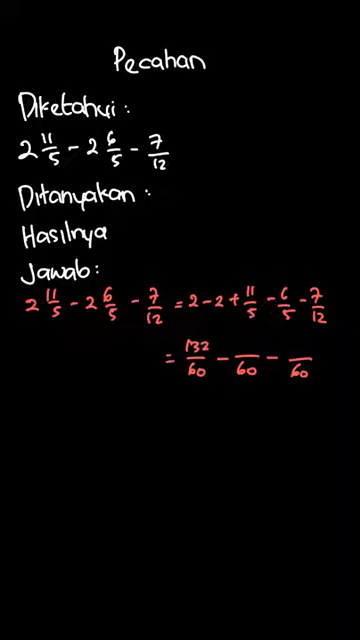 Pecahan
Diketahui:
2 11/5 - 2 6/5 - 7/12
Ditanyakan:
Hasilnya
Jawab:
2 11/5 - 2 6/5 - 7/12 = 2 - 2 + 11/5 - 6/5 - 7/12
= 132/60 - /60 - /60